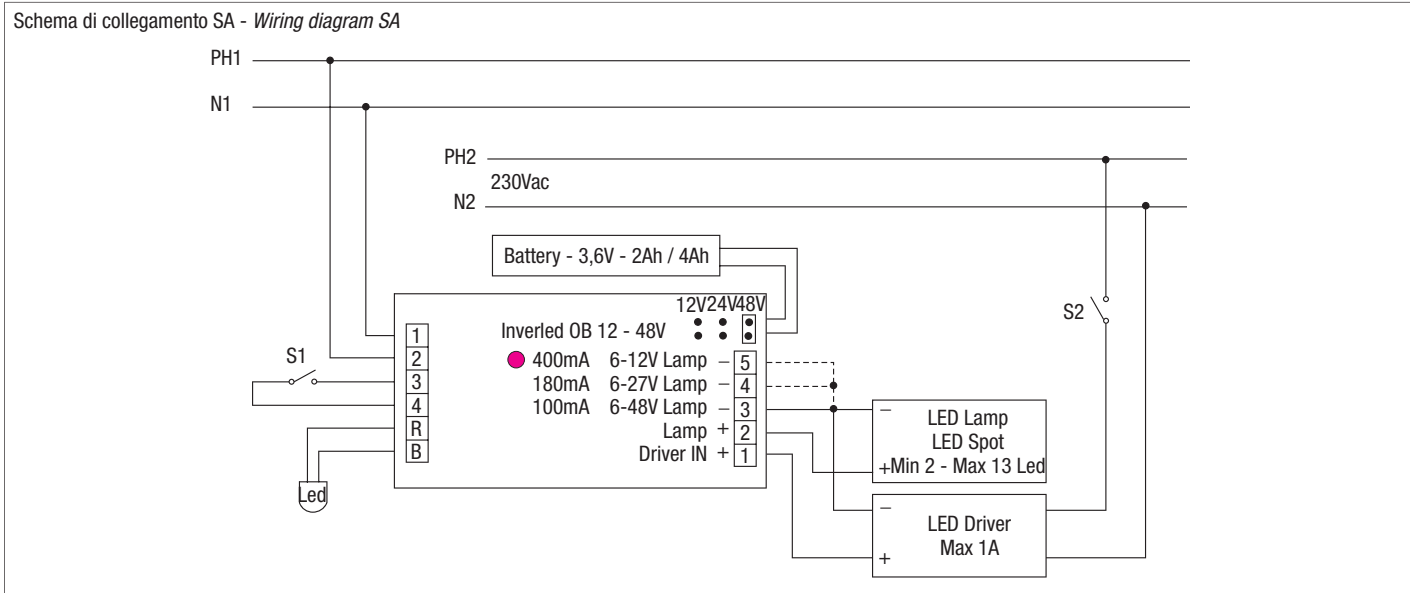 Schema di collegamento SA - Wiring diagram SA
PH1
N1
PH2
230Vac
N2
Battery - 3,6V - 2Ah / 4Ah
12V 24V 48V
Inverled OB 12 - 48V
S1
S2
1
2
3
4
R
B
Led
400mA 6-12V Lamp – 5
180mA 6-27V Lamp – 4
100mA 6-48V Lamp – 3
Lamp + 2
Driver IN + 1
–
LED Lamp
LED Spot
+Min 2 - Max 13 Led
–
LED Driver
Max 1A
+